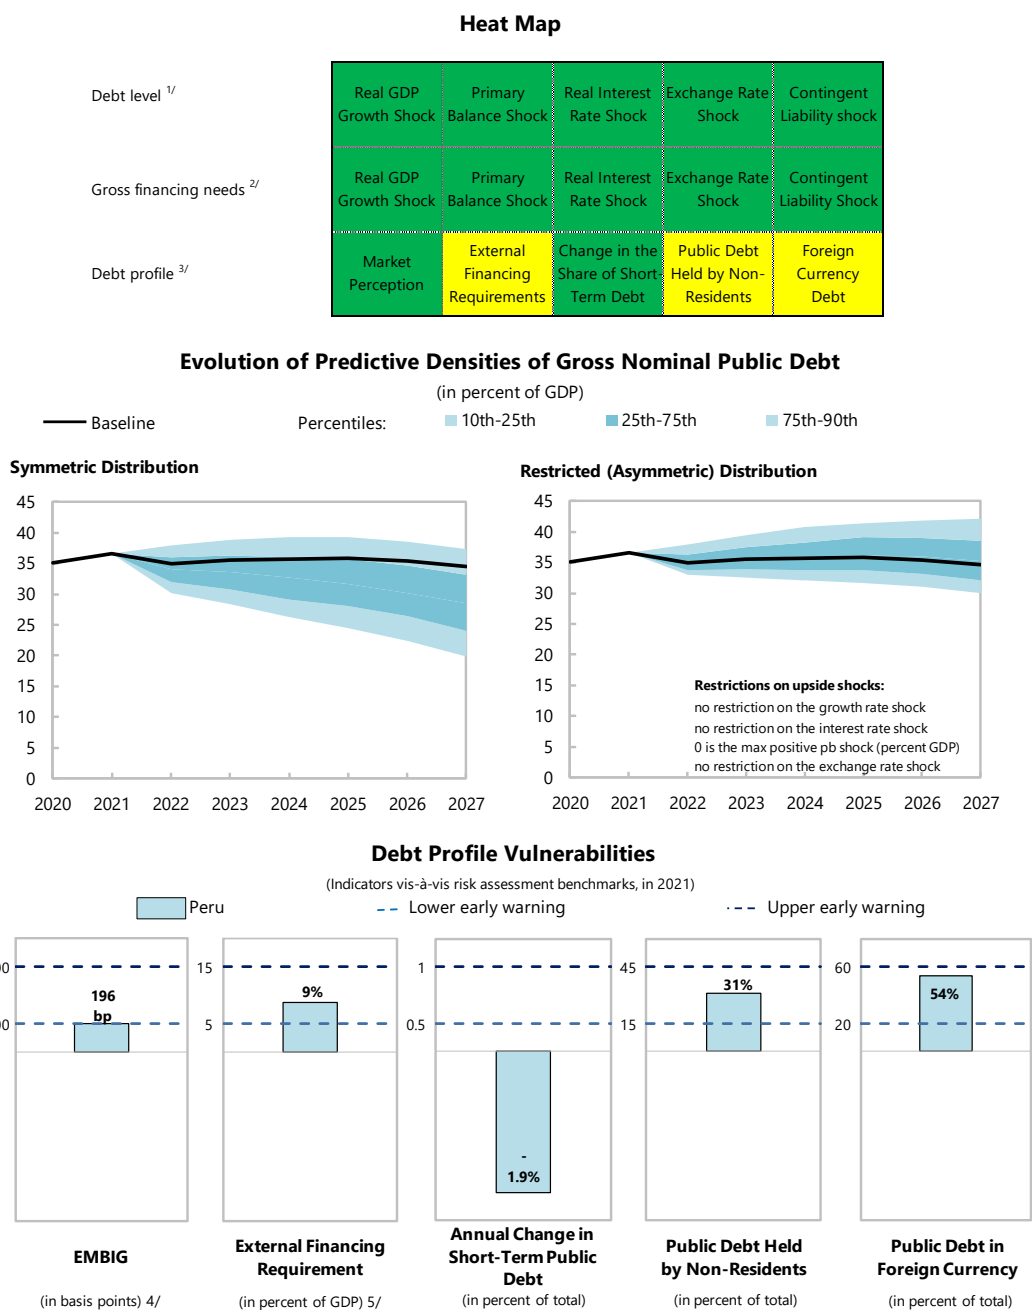 Heat Map
Debt level 1/
Real GDP Growth Shock
Primary Balance Shock
Real Interest Rate Shock
Exchange Rate Shock
Contingent Liability shock
Gross financing needs 2/
Real GDP Growth Shock
Primary Balance Shock
Real Interest Rate Shock
Exchange Rate Shock
Contingent Liability Shock
Debt profile 3/
Market Perception
External Financing Requirements
Change in the Share of Short-Term Debt
Public Debt Held by Non-Residents
Foreign Currency Debt
Evolution of Predictive Densities of Gross Nominal Public Debt
(in percent of GDP)
Baseline
Percentiles:
10th-25th
25th-75th
75th-90th
Symmetric Distribution
45
40
35
30
25
20
15
10
5
0
2020 2021 2022 2023 2024 2025 2026 2027
Restricted (Asymmetric) Distribution
45
40
35
30
25
20
15
10
5
0
Restrictions on upside shocks:
no restriction on the growth rate shock
no restriction on the interest rate shock
0 is the max positive pb shock (percent GDP)
no restriction on the exchange rate shock
2020 2021 2022 2023 2024 2025 2026 2027
Debt Profile Vulnerabilities
(Indicators vis-à-vis risk assessment benchmarks, in 2021)
Peru
Lower early warning
Upper early warning
196
bp
EMBIG
(in basis points) 4/
15
5
9%
External Financing
Requirement
(in percent of GDP) 5/
1
0.5
-
1.9%
Annual Change in
Short-Term Public
Debt
(in percent of total)
45
15
31%
Public Debt Held
by Non-Residents
(in percent of total)
60
20
54%
Public Debt in
Foreign Currency
(in percent of total)